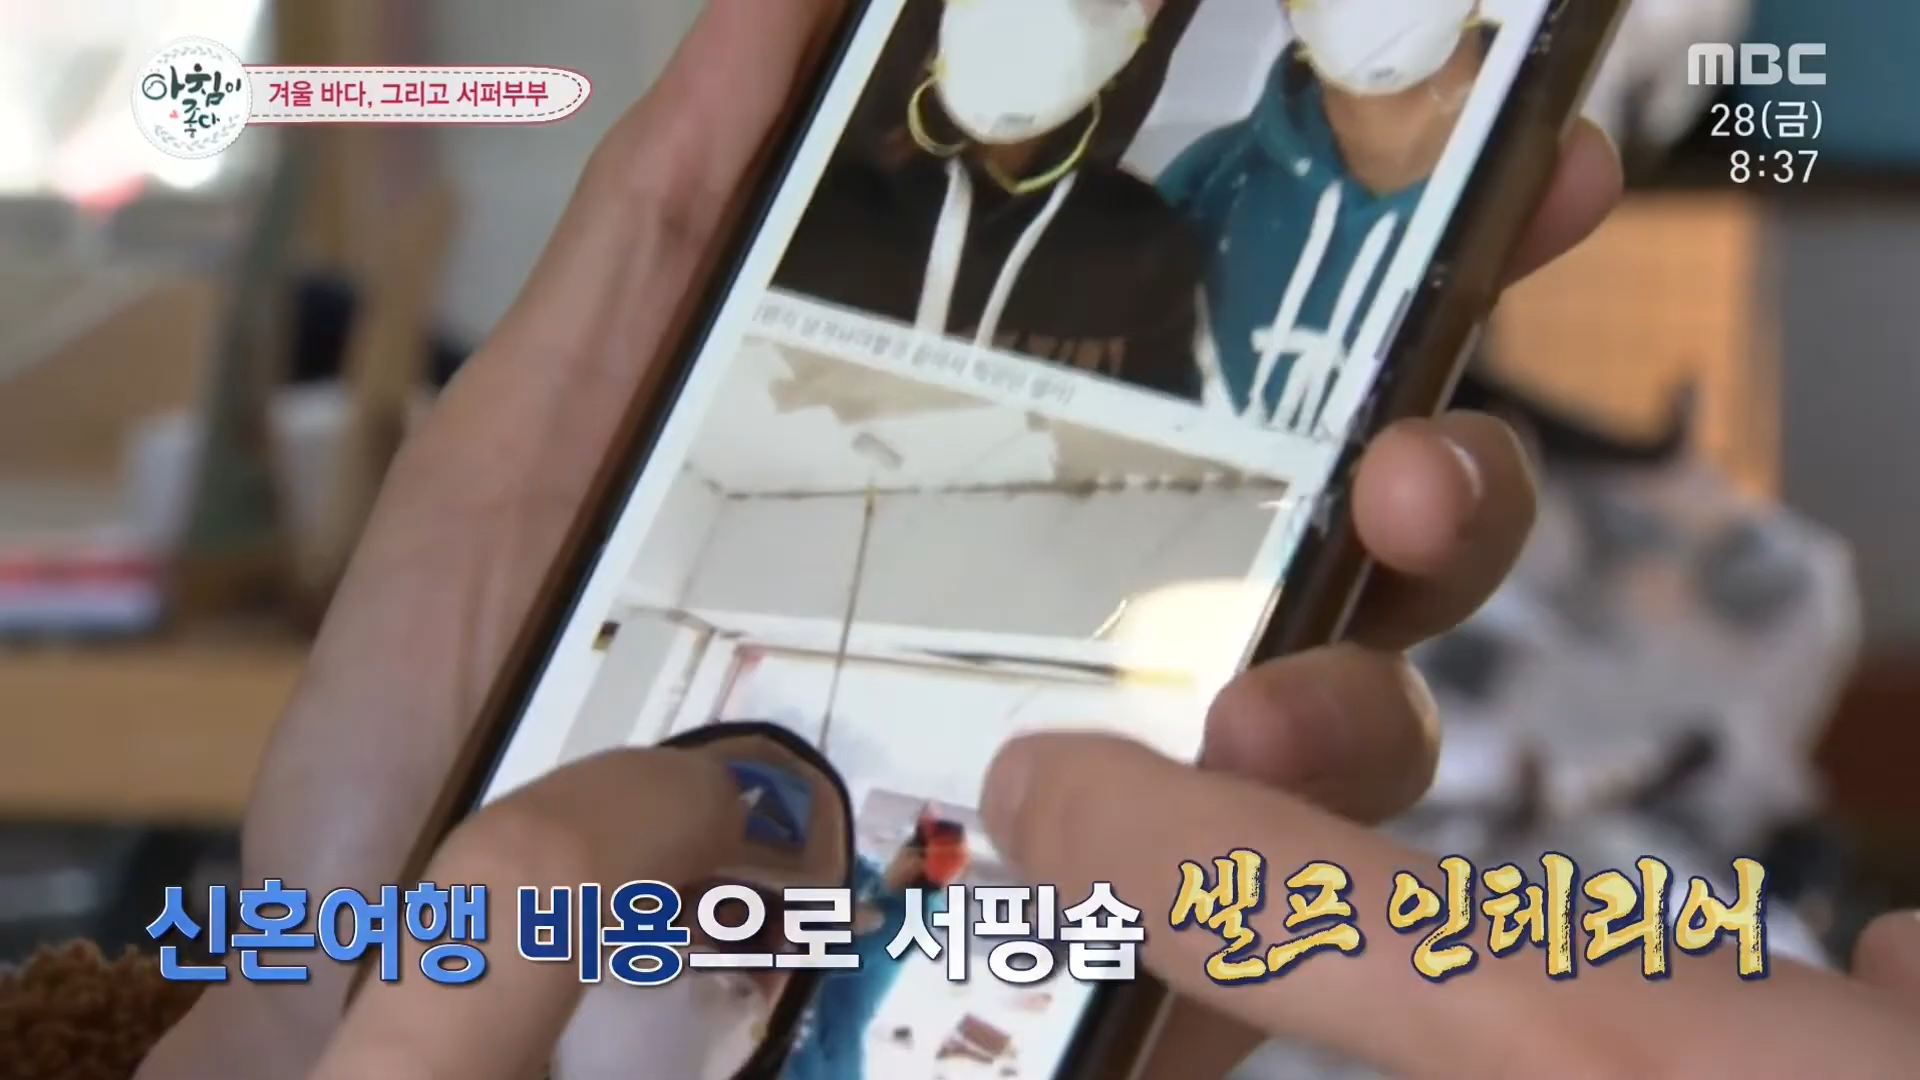 아침이
좋다
겨울 바다, 그리고 서퍼부부
MBC
28(금)
8:37
신혼여행 비용으로 서핑숍 셀프 인테리어